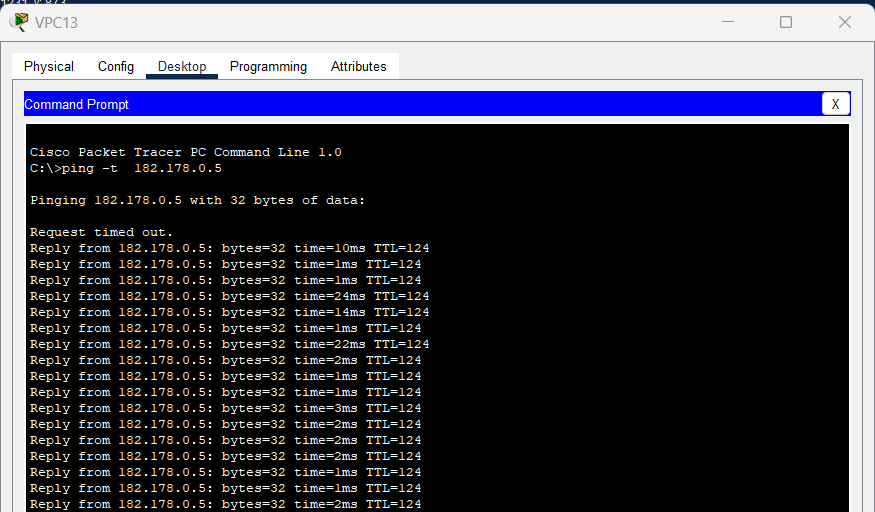 VPC13
Physical Config Desktop Programming Attributes
Command Prompt X
Cisco Packet Tracer PC Command Line 1.0
C:\>ping -t  182.178.0.5
Pinging 182.178.0.5 with 32 bytes of data:
Request timed out.
Reply from 182.178.0.5: bytes=32 time=10ms TTL=124
Reply from 182.178.0.5: bytes=32 time=1ms TTL=124
Reply from 182.178.0.5: bytes=32 time=1ms TTL=124
Reply from 182.178.0.5: bytes=32 time=24ms TTL=124
Reply from 182.178.0.5: bytes=32 time=14ms TTL=124
Reply from 182.178.0.5: bytes=32 time=1ms TTL=124
Reply from 182.178.0.5: bytes=32 time=22ms TTL=124
Reply from 182.178.0.5: bytes=32 time=2ms TTL=124
Reply from 182.178.0.5: bytes=32 time=1ms TTL=124
Reply from 182.178.0.5: bytes=32 time=1ms TTL=124
Reply from 182.178.0.5: bytes=32 time=3ms TTL=124
Reply from 182.178.0.5: bytes=32 time=2ms TTL=124
Reply from 182.178.0.5: bytes=32 time=2ms TTL=124
Reply from 182.178.0.5: bytes=32 time=2ms TTL=124
Reply from 182.178.0.5: bytes=32 time=1ms TTL=124
Reply from 182.178.0.5: bytes=32 time=1ms TTL=124
Reply from 182.178.0.5: bytes=32 time=2ms TTL=124